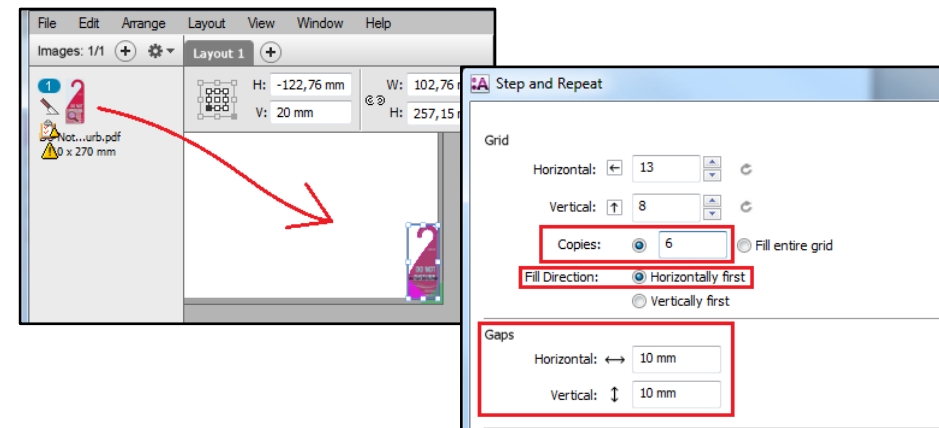 File Edit Arrange Layout View Window Help
Images: 1/1 Layout 1
1
H: -122,76 mm W: 102,76
V: 20 mm H: 257,15
Not...urb.pdf
0 x 270 mm
DO NOT
Step and Repeat
Grid
Horizontal: 13
Vertical: 8
Copies: 6 Fill entire grid
Fill Direction: Horizontally first
Vertically first
Gaps
Horizontal: 10 mm
Vertical: 10 mm